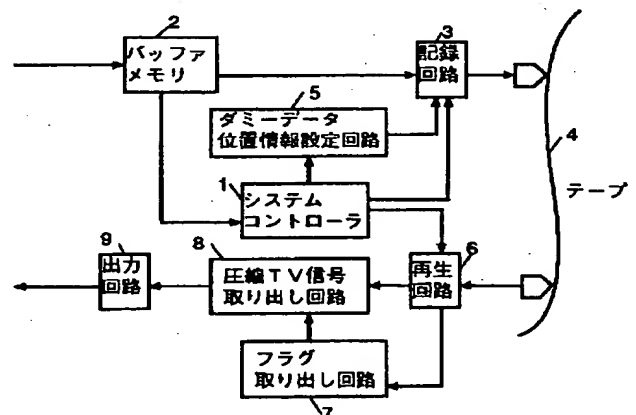 2
バッファ
メモリ
3
記録
回路
5
ダミーデータ
位置情報設定回路
4
テープ
1
システム
コントローラ
9
出力
回路
8
圧縮TV信号
取り出し回路
6
再生
回路
フラグ
取り出し回路
7